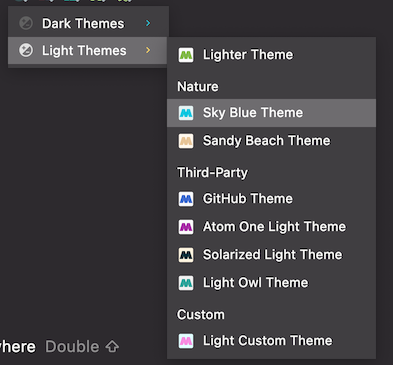 Dark Themes
Light Themes
Lighter Theme
Nature
Sky Blue Theme
Sandy Beach Theme
Third-Party
GitHub Theme
Atom One Light Theme
Solarized Light Theme
Light Owl Theme
Custom
Light Custom Theme
where Double ⇧